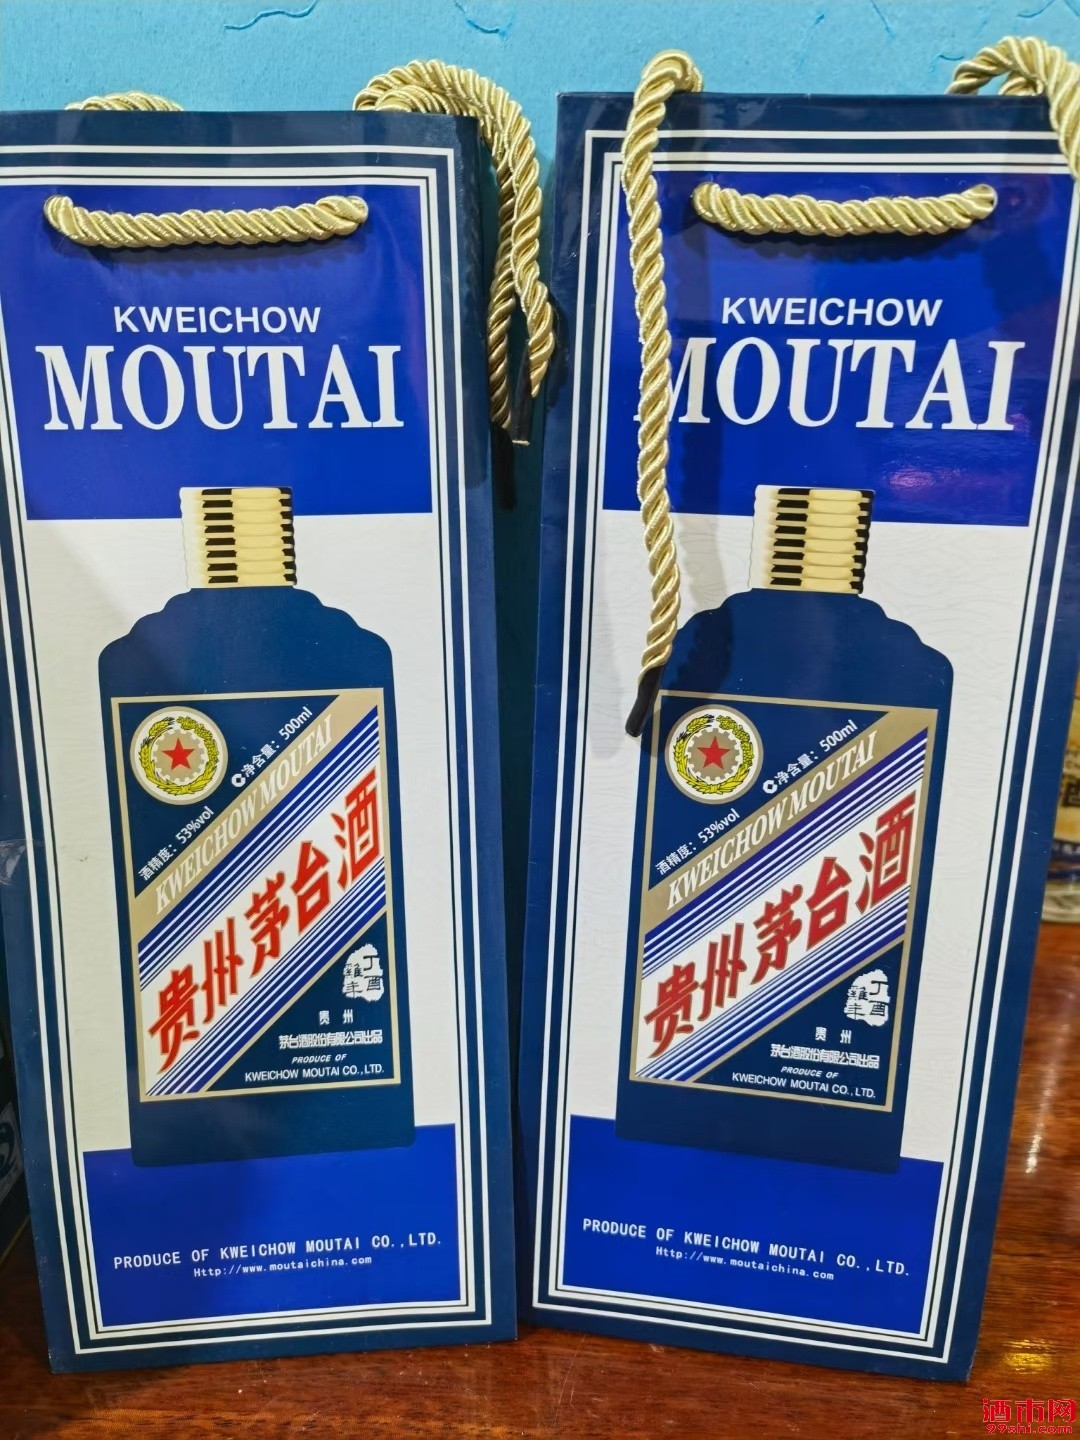 KWEICHOW
MOUTAI
净含量：500ml
酒精度：53%vol
KWEICHOW MOUTAI
贵州茅台酒
丁酉
雞年
贵州
茅台酒股份有限公司出品
PRODUCE OF
KWEICHOW MOUTAI CO.,LTD.
PRODUCE OF KWEICHOW MOUTAI CO.,LTD.
Http://www.moutaichina.com
KWEICHOW
MOUTAI
净含量：500ml
酒精度：53%vol
KWEICHOW MOUTAI
贵州茅台酒
丁酉
雞年
贵州
茅台酒股份有限公司出品
PRODUCE OF
KWEICHOW MOUTAI CO.,LTD.
PRODUCE OF KWEICHOW MOUTAI CO.,LTD.
Http://www.moutaichina.com
酒市网
99shi.com